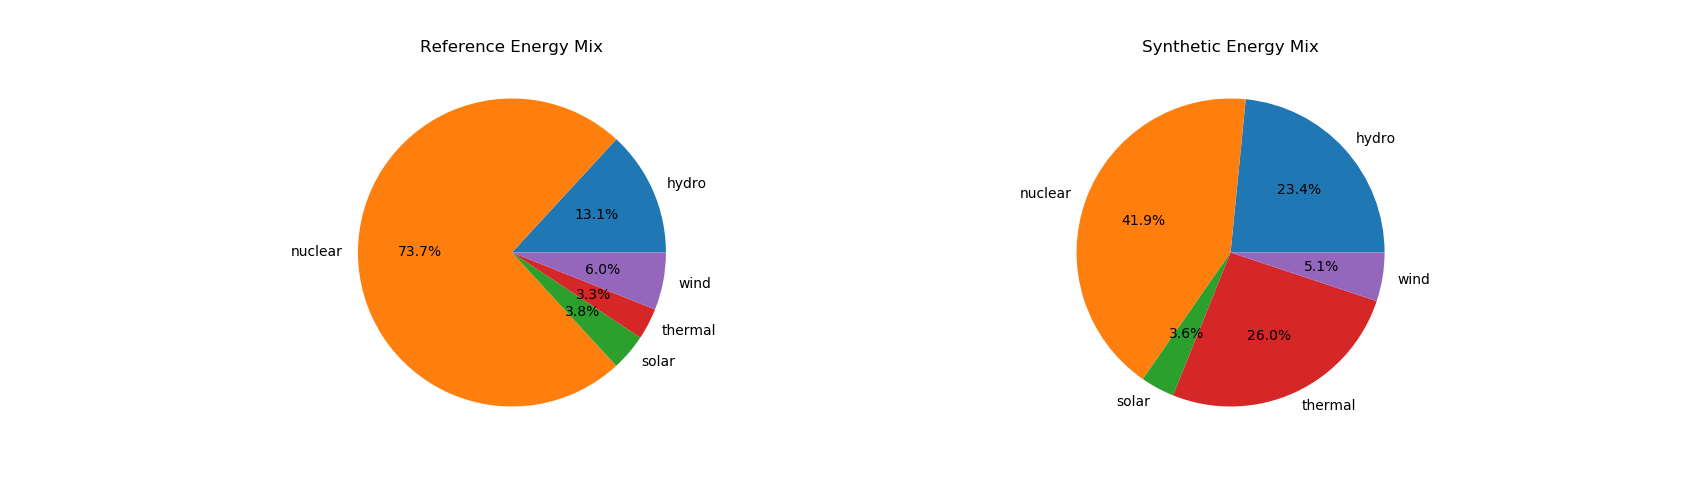 Reference Energy Mix
hydro
13.1%
nuclear
73.7%
6.0%
wind
3.3%
thermal
3.8%
solar
Synthetic Energy Mix
hydro
23.4%
nuclear
41.9%
5.1%
wind
3.6%
26.0%
solar
thermal